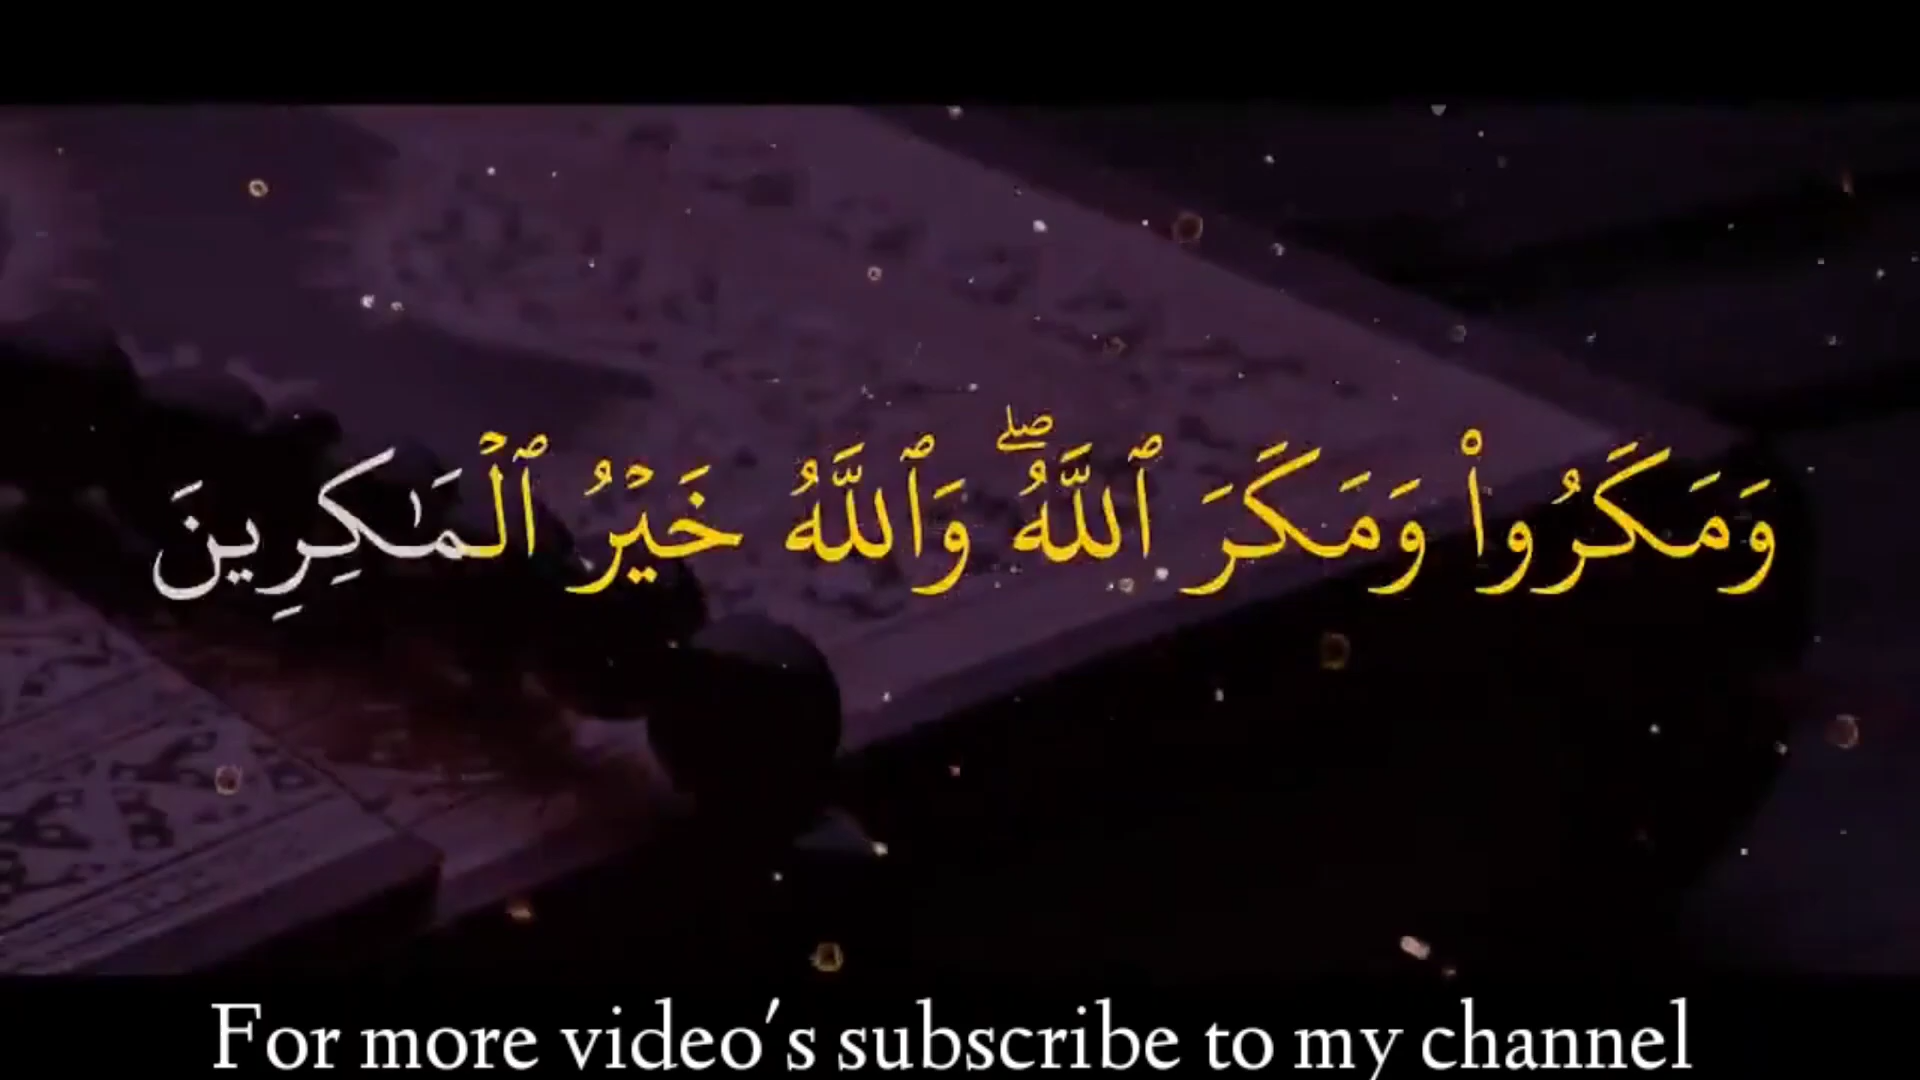 وَمَكَرُوا۟ وَمَكَرَ ٱللَّهُ ۖ وَٱللَّهُ خَيْرُ ٱلْمَـٰكِرِينَ
For more video's subscribe to my channel